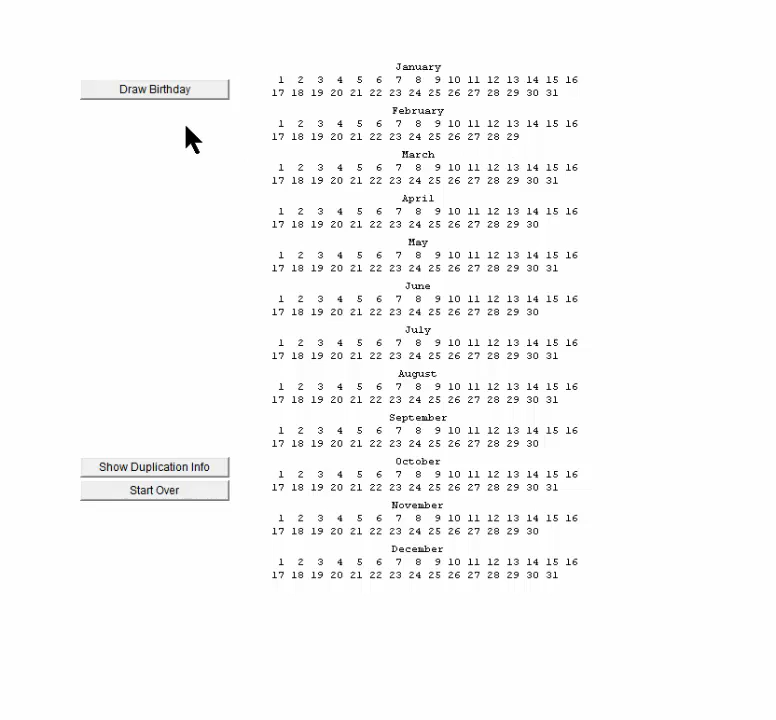 Draw Birthday
January
1 2 3 4 5 6 7 8 9 10 11 12 13 14 15 16
17 18 19 20 21 22 23 24 25 26 27 28 29 30 31
February
1 2 3 4 5 6 7 8 9 10 11 12 13 14 15 16
17 18 19 20 21 22 23 24 25 26 27 28 29
March
1 2 3 4 5 6 7 8 9 10 11 12 13 14 15 16
17 18 19 20 21 22 23 24 25 26 27 28 29 30 31
April
1 2 3 4 5 6 7 8 9 10 11 12 13 14 15 16
17 18 19 20 21 22 23 24 25 26 27 28 29 30
May
1 2 3 4 5 6 7 8 9 10 11 12 13 14 15 16
17 18 19 20 21 22 23 24 25 26 27 28 29 30 31
June
1 2 3 4 5 6 7 8 9 10 11 12 13 14 15 16
17 18 19 20 21 22 23 24 25 26 27 28 29 30
July
1 2 3 4 5 6 7 8 9 10 11 12 13 14 15 16
17 18 19 20 21 22 23 24 25 26 27 28 29 30 31
August
1 2 3 4 5 6 7 8 9 10 11 12 13 14 15 16
17 18 19 20 21 22 23 24 25 26 27 28 29 30 31
September
1 2 3 4 5 6 7 8 9 10 11 12 13 14 15 16
17 18 19 20 21 22 23 24 25 26 27 28 29 30
October
1 2 3 4 5 6 7 8 9 10 11 12 13 14 15 16
17 18 19 20 21 22 23 24 25 26 27 28 29 30 31
November
1 2 3 4 5 6 7 8 9 10 11 12 13 14 15 16
17 18 19 20 21 22 23 24 25 26 27 28 29 30
December
1 2 3 4 5 6 7 8 9 10 11 12 13 14 15 16
17 18 19 20 21 22 23 24 25 26 27 28 29 30 31
Show Duplication Info
Start Over